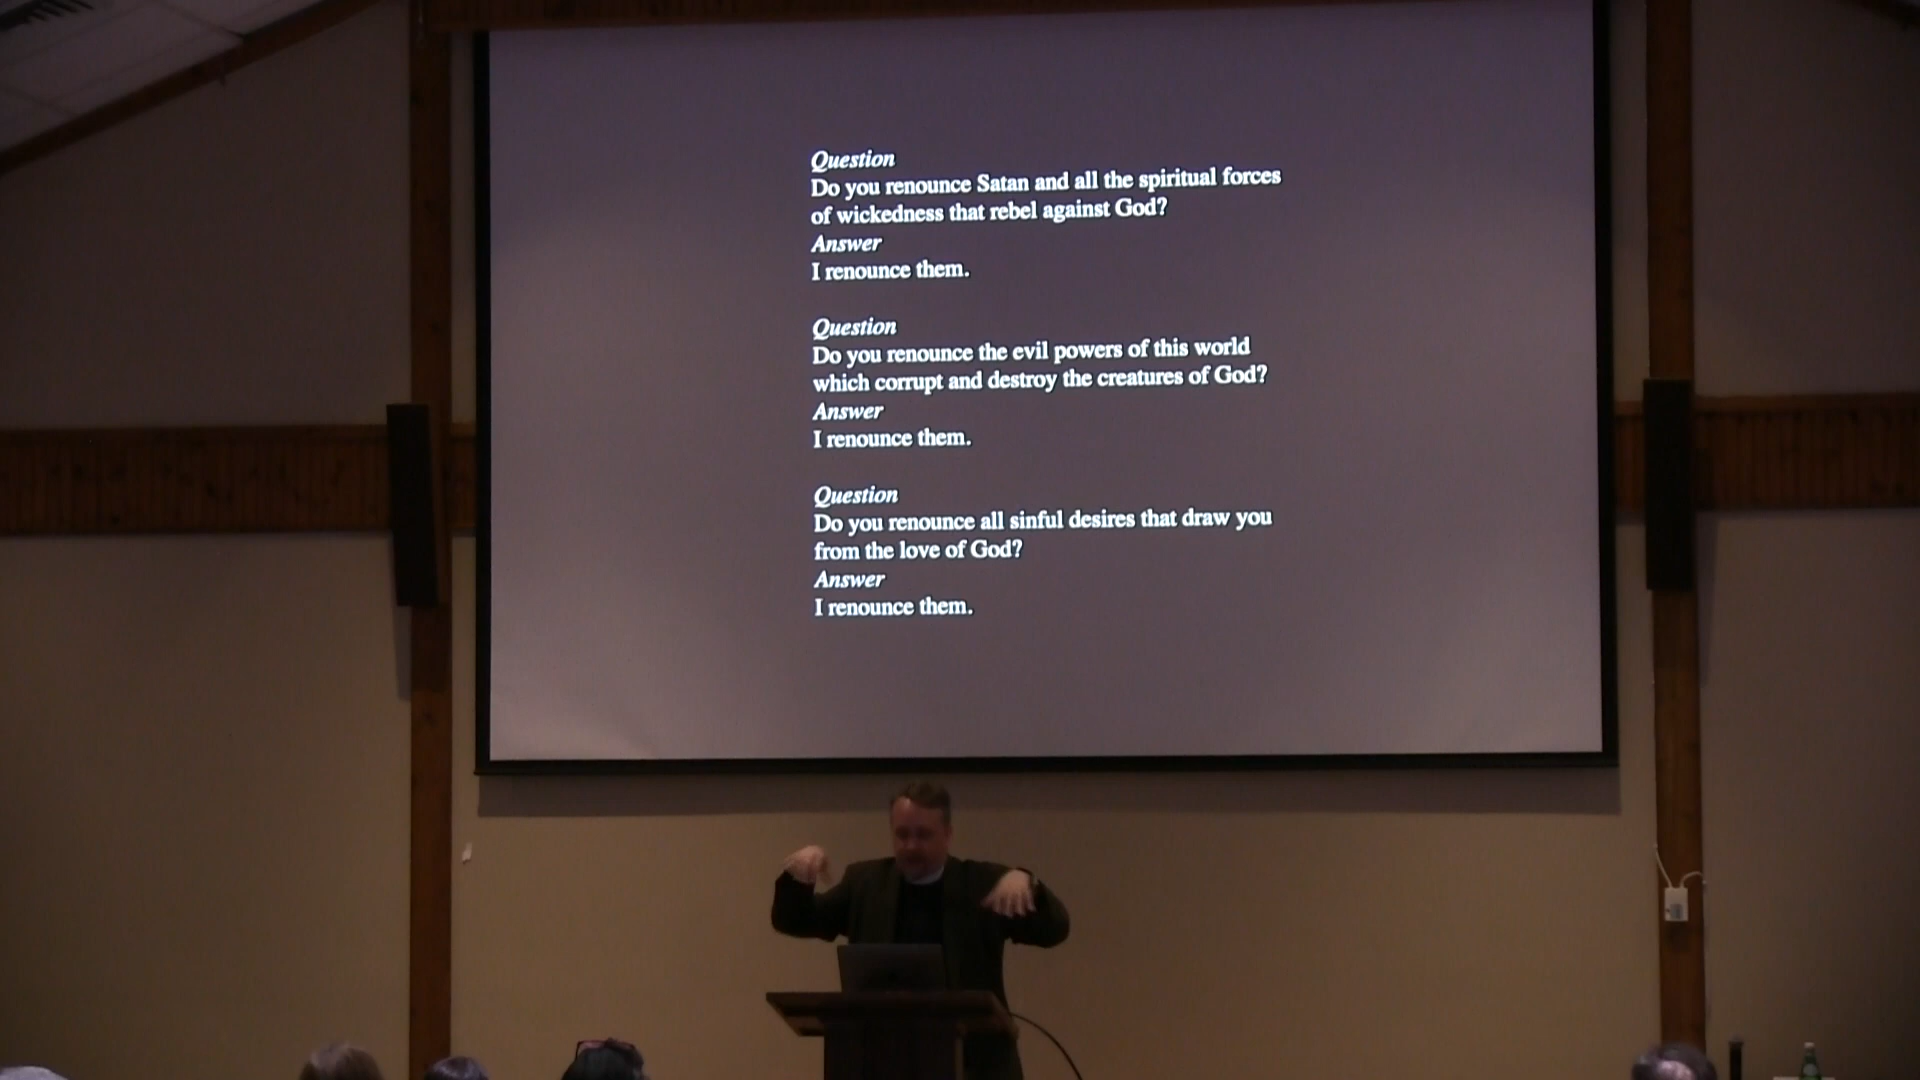 Question
Do you renounce Satan and all the spiritual forces
of wickedness that rebel against God?
Answer
I renounce them.
Question
Do you renounce the evil powers of this world
which corrupt and destroy the creatures of God?
Answer
I renounce them.
Question
Do you renounce all sinful desires that draw you
from the love of God?
Answer
I renounce them.